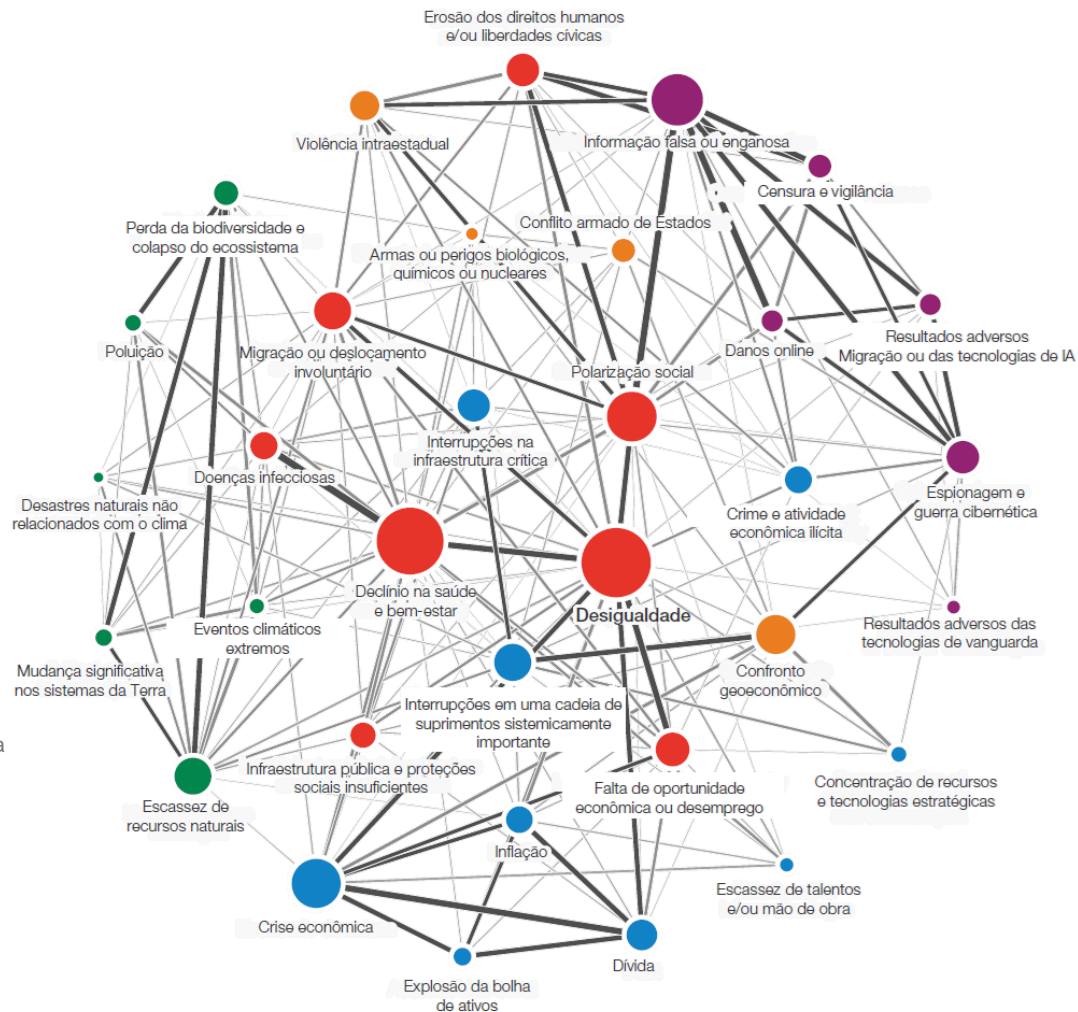 Erosão dos direitos humanos
e/ou liberdades cívicas
Violência intraestadual
Informação falsa ou enganosa
Censura e vigilância
Perda da biodiversidade e
colapso do ecossistema
Conflito armado de Estados
Armas ou perigos biológicos,
químicos ou nucleares
Poluição
Migração ou deslocamento
involuntário
Polarização social
Danos online
Resultados adversos
Migração ou das tecnologias de IA
Interrupções na
infraestrutura crítica
Doenças infecciosas
Desastres naturais não
relacionados com o clima
Crime e atividade
econômica ilícita
Espionagem e
guerra cibernética
Declínio na saúde
e bem-estar
Desigualdade
Eventos climáticos
extremos
Resultados adversos das
tecnologias de vanguarda
Mudança significativa
nos sistemas da Terra
Confronto
geoeconômico
Interrupções em uma cadeia de
suprimentos sistemicamente
importante
a
Infraestrutura pública e proteções
sociais insuficientes
Falta de oportunidade
econômica ou desemprego
Concentração de recursos
e tecnologias estratégicas
Escassez de
recursos naturais
Inflação
Escassez de talentos
e/ou mão de obra
Crise econômica
Dívida
Explosão da bolha
de ativos